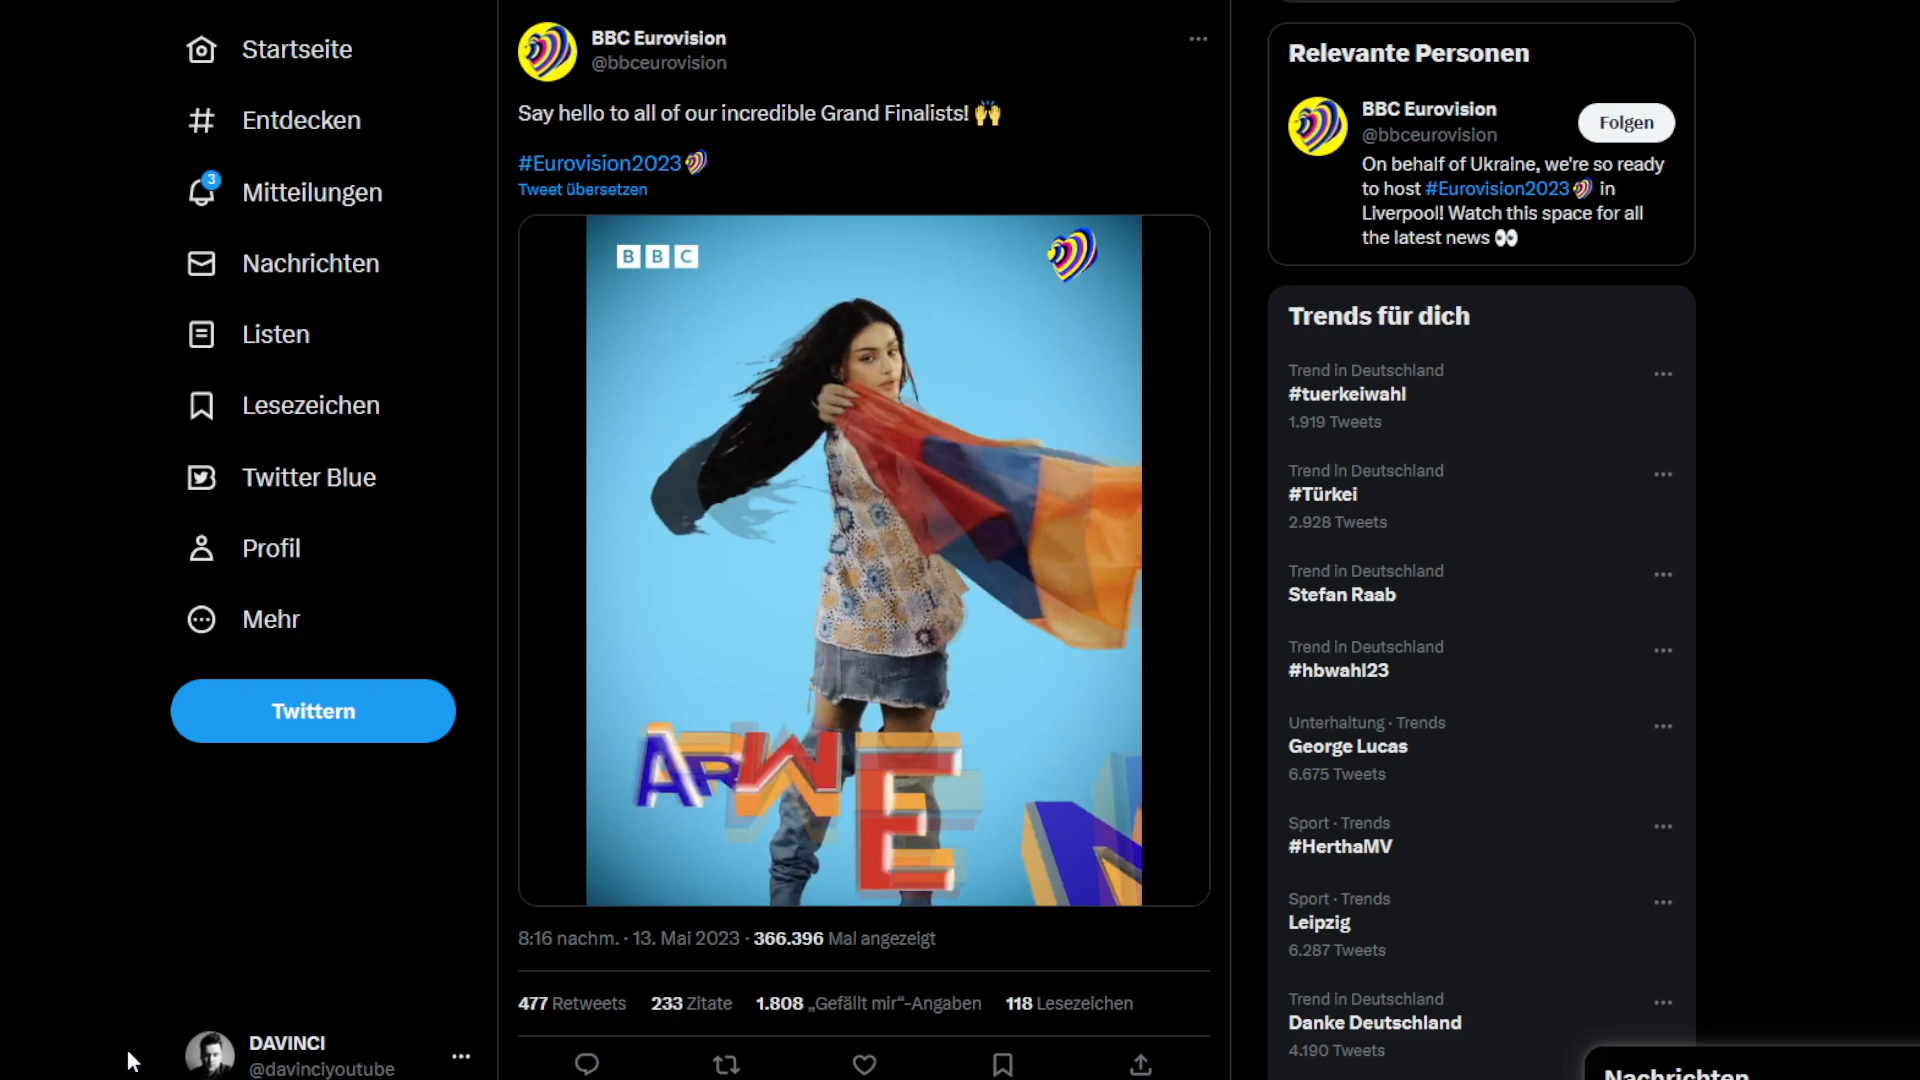 Startseite
Entdecken
3
Mitteilungen
Nachrichten
Listen
Lesezeichen
Twitter Blue
Profil
Mehr
Twittern
DAVINCI
@davinciyoutube
BBC Eurovision
@bbceurovision
Say hello to all of our incredible Grand Finalists! 🙌
#Eurovision2023
Tweet übersetzen
BBC
ARMEN
8:16 nachm. · 13. Mai 2023 · 366.396 Mal angezeigt
477 Retweets 233 Zitate 1.808 „Gefällt mir“-Angaben 118 Lesezeichen
Relevante Personen
BBC Eurovision
@bbceurovision
Folgen
On behalf of Ukraine, we're so ready
to host #Eurovision2023 in
Liverpool! Watch this space for all
the latest news 👀
Trends für dich
Trend in Deutschland
#tuerkeiwahl
1.919 Tweets
Trend in Deutschland
#Türkei
2.928 Tweets
Trend in Deutschland
Stefan Raab
Trend in Deutschland
#hbwahl23
Unterhaltung · Trends
George Lucas
6.675 Tweets
Sport · Trends
#HerthaMV
Sport · Trends
Leipzig
6.287 Tweets
Trend in Deutschland
Danke Deutschland
4.190 Tweets
Nachrichten